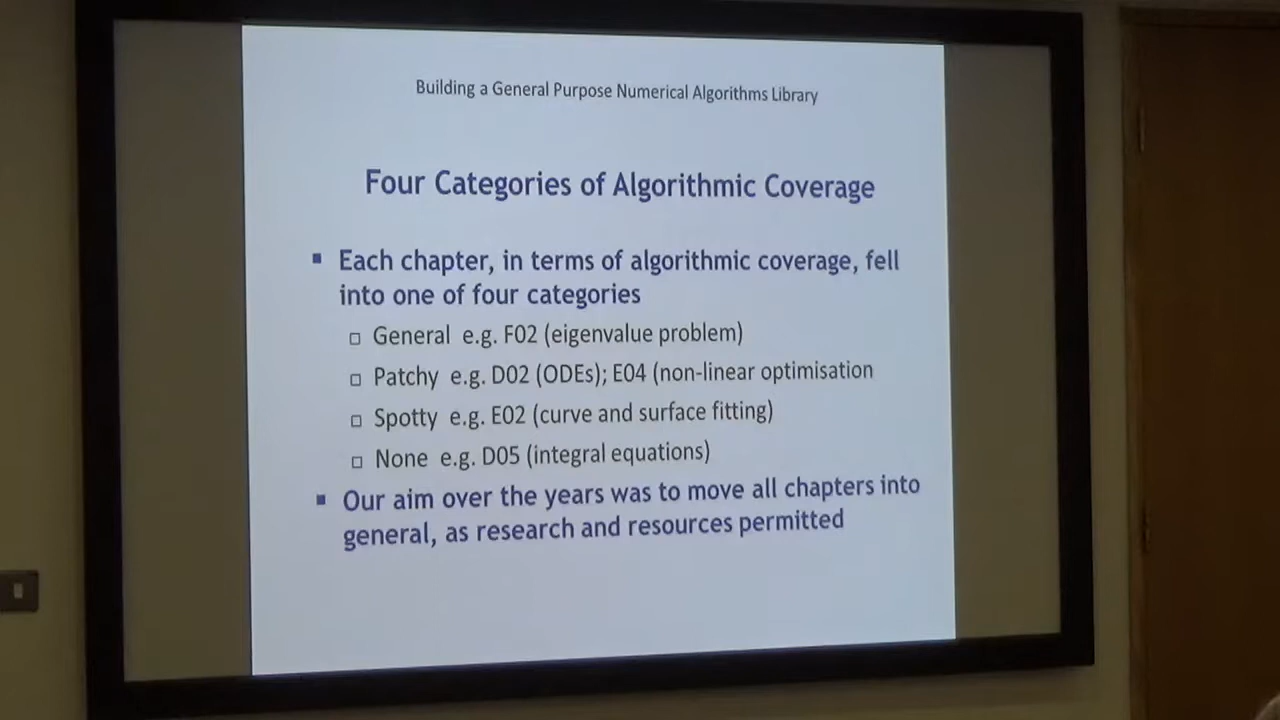 Building a General Purpose Numerical Algorithms Library
Four Categories of Algorithmic Coverage
▪ Each chapter, in terms of algorithmic coverage, fell
into one of four categories
▫ General e.g. F02 (eigenvalue problem)
▫ Patchy e.g. D02 (ODEs); E04 (non-linear optimisation
▫ Spotty e.g. E02 (curve and surface fitting)
▫ None e.g. D05 (integral equations)
▪ Our aim over the years was to move all chapters into
general, as research and resources permitted